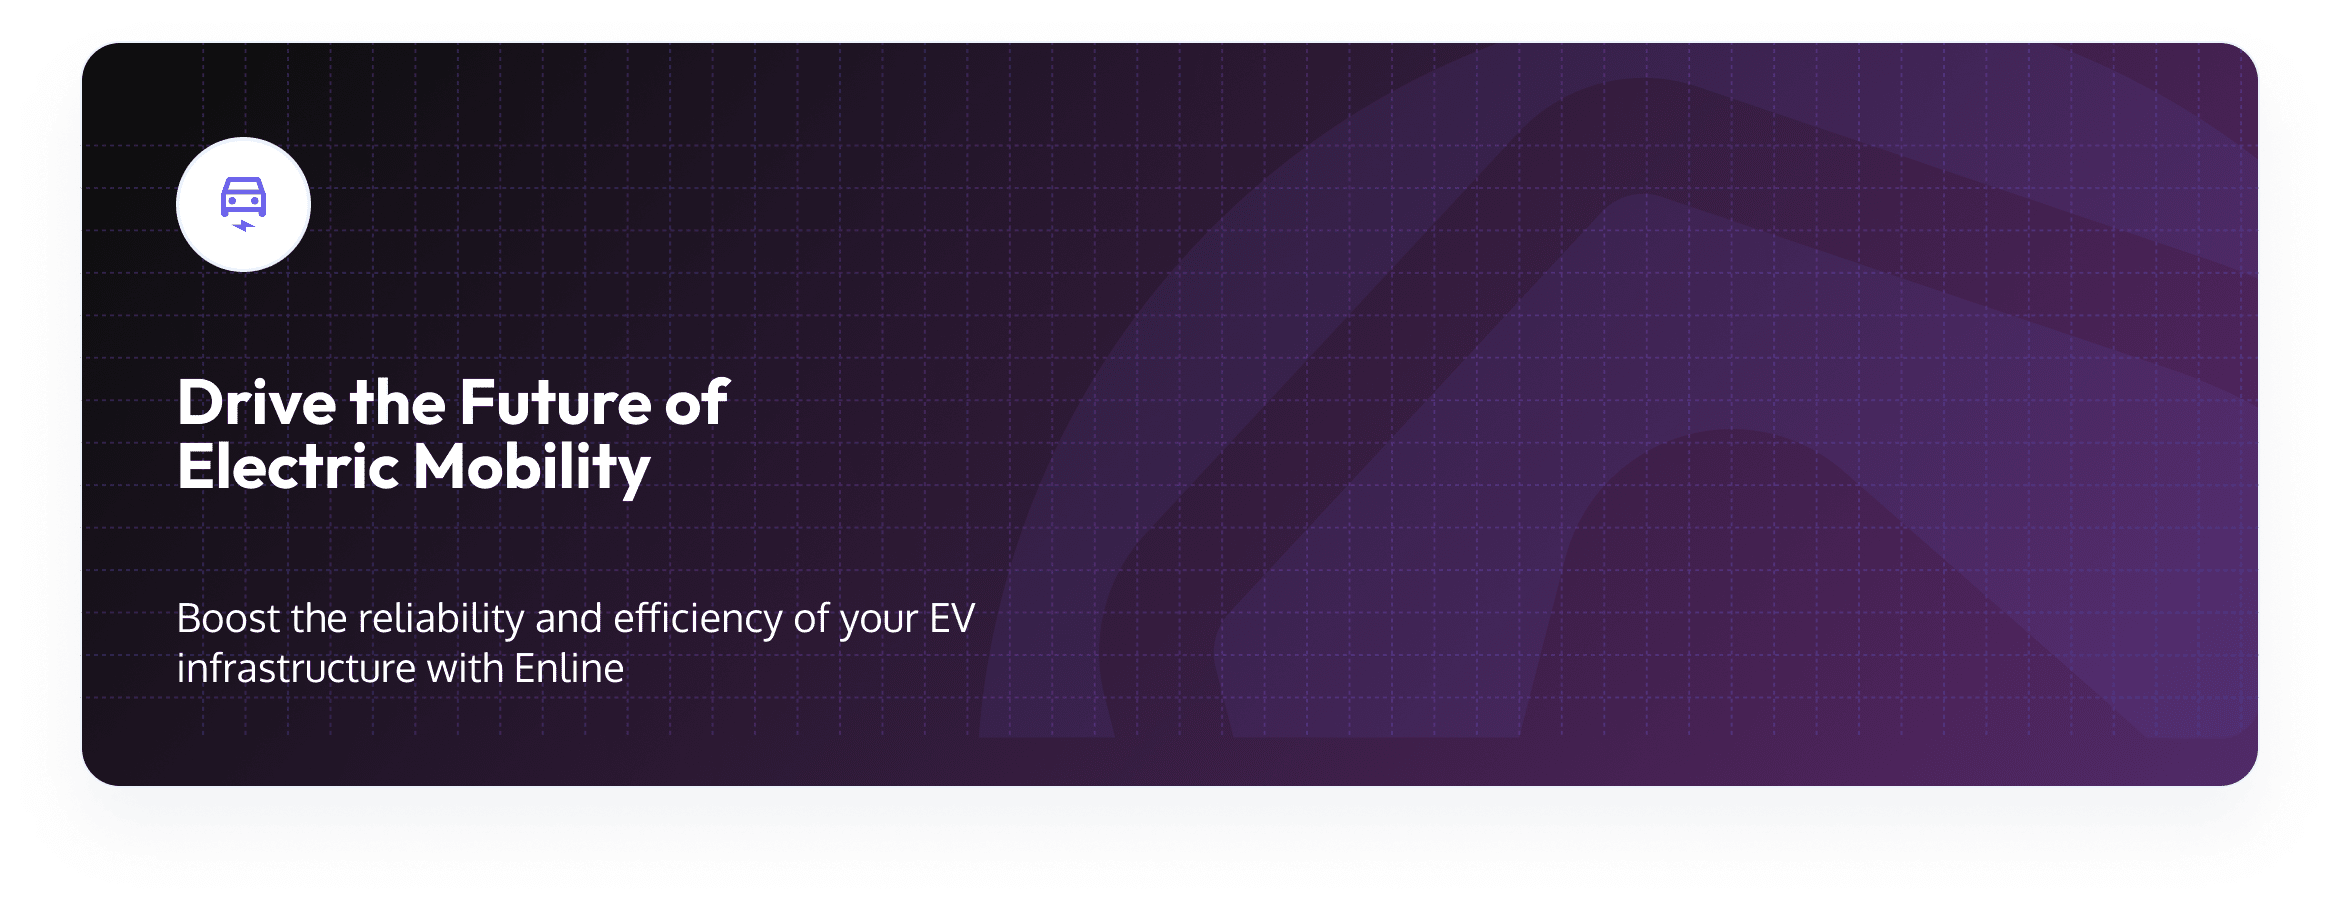 Drive the Future of
Electric Mobility
Boost the reliability and efficiency of your EV
infrastructure with Enline